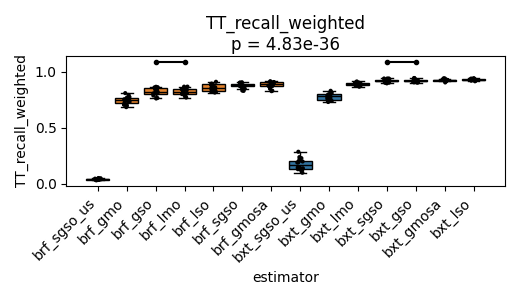 TT_recall_weighted
p = 4.83e-36
TT_recall_weighted
1.0
0.5
0.0
brf_sgso_us
brf_gmo
brf_gso
brf_lmo
brf_lso
brf_sgso
brf_gmosa
bxt_sgso_us
bxt_gmo
bxt_lmo
bxt_sgso
bxt_gso
bxt_gmosa
bxt_lso
estimator